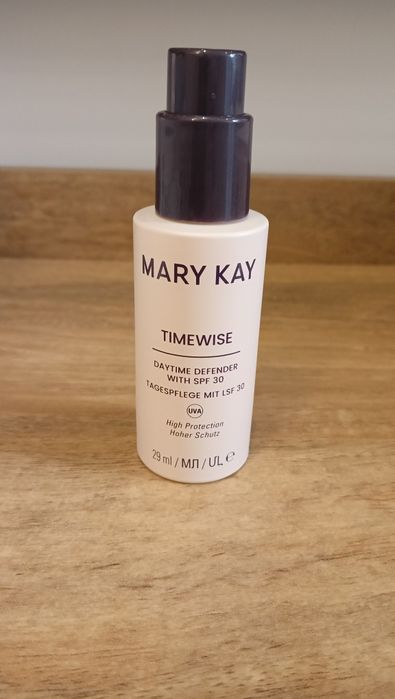 MARY KAY
TIMEWISE
DAYTIME DEFENDER
WITH SPF 30
TAGESPFLEGE MIT LSF 30
UVA
High Protection
Hoher Schutz
29 ml / МЛ / ՄԼ ℮